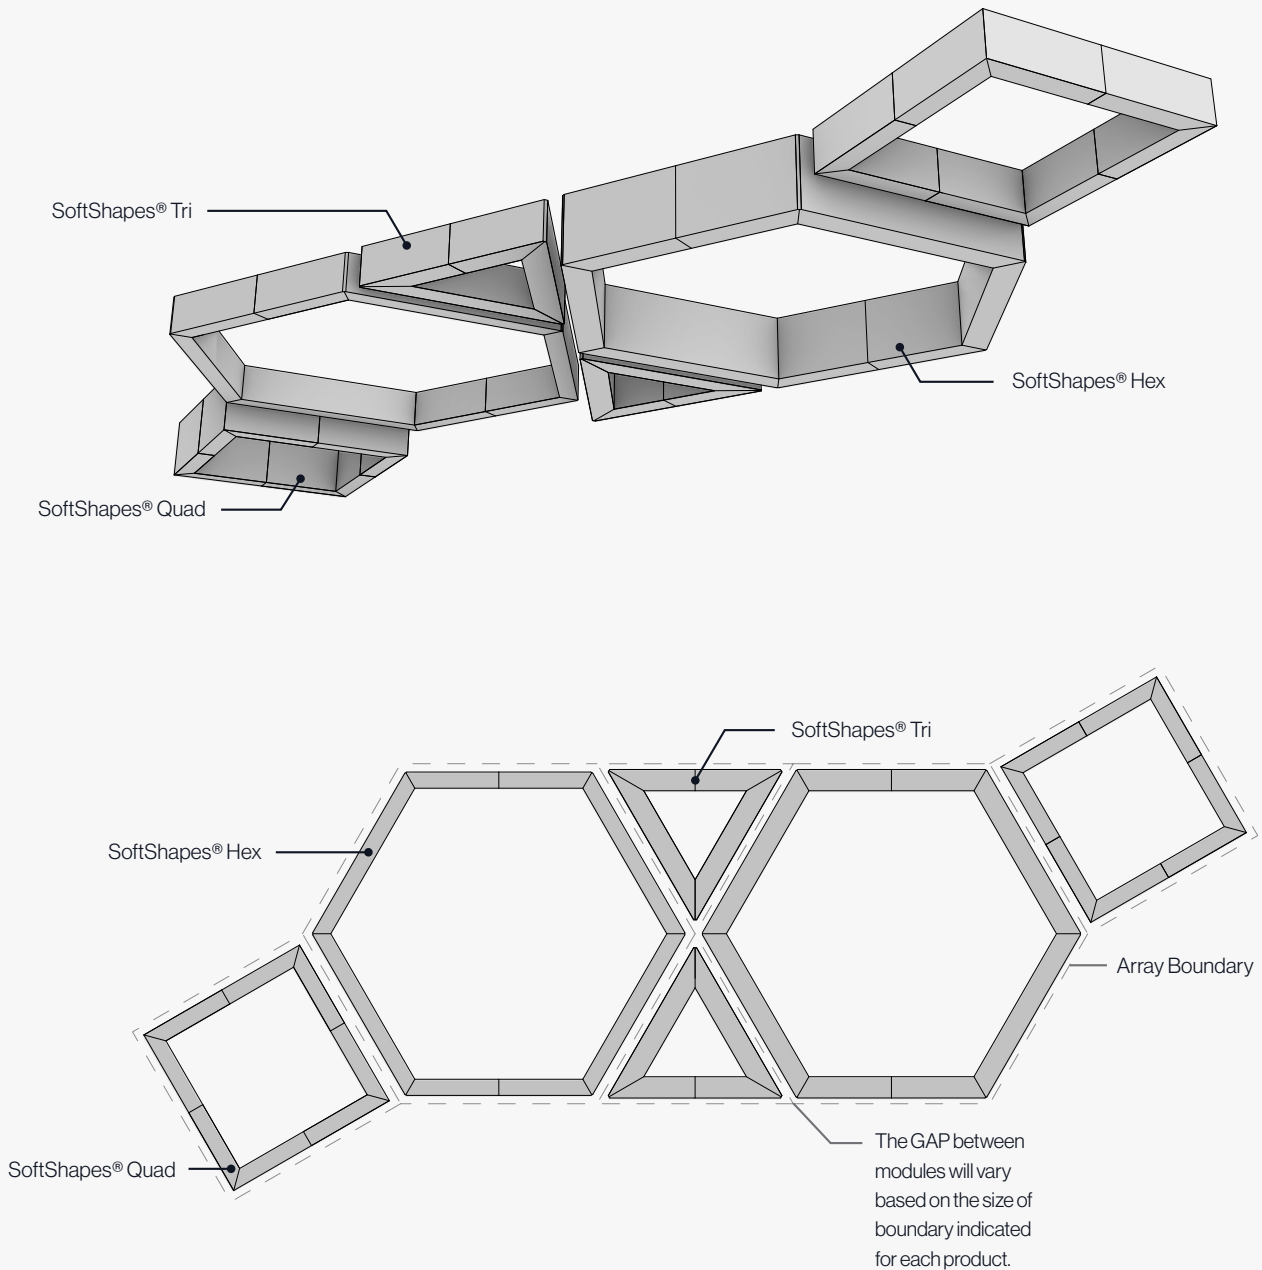 SoftShapes® Tri
SoftShapes® Hex
SoftShapes® Quad
SoftShapes® Tri
SoftShapes® Hex
Array Boundary
SoftShapes® Quad
The GAP between
modules will vary
based on the size of
boundary indicated
for each product.